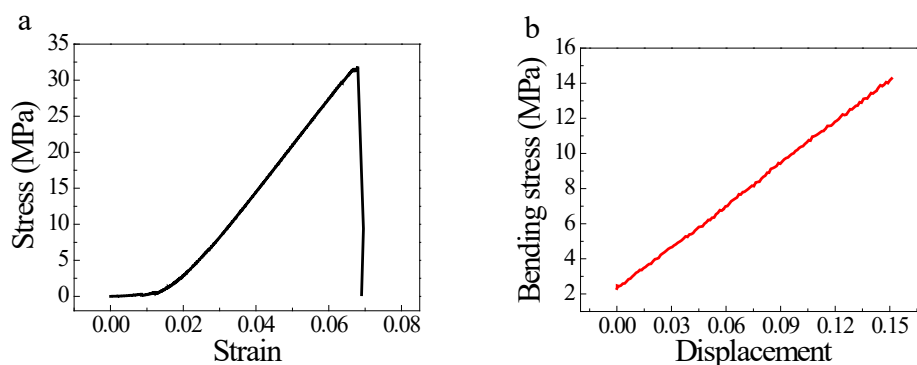 a
Stress (MPa)
35
30
25
20
15
10
5
0
0.00 0.02 0.04 0.06 0.08
Strain
b
Bending stress (MPa)
16
14
12
10
8
6
4
2
0.00 0.03 0.06 0.09 0.12 0.15
Displacement